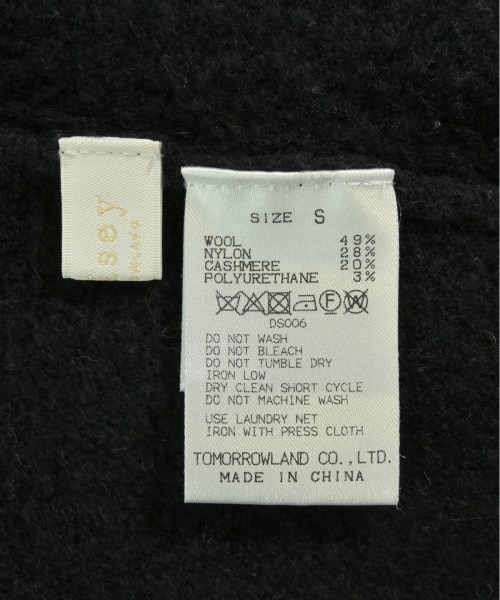 SIZE S
WOOL 49%
NYLON 28%
CASHMERE 20%
POLYURETHANE 3%
DS006
DO NOT WASH
DO NOT BLEACH
DO NOT TUMBLE DRY
IRON LOW
DRY CLEAN SHORT CYCLE
DO NOT MACHINE WASH
USE LAUNDRY NET
IRON WITH PRESS CLOTH
TOMORROWLAND CO.,LTD.
MADE IN CHINA